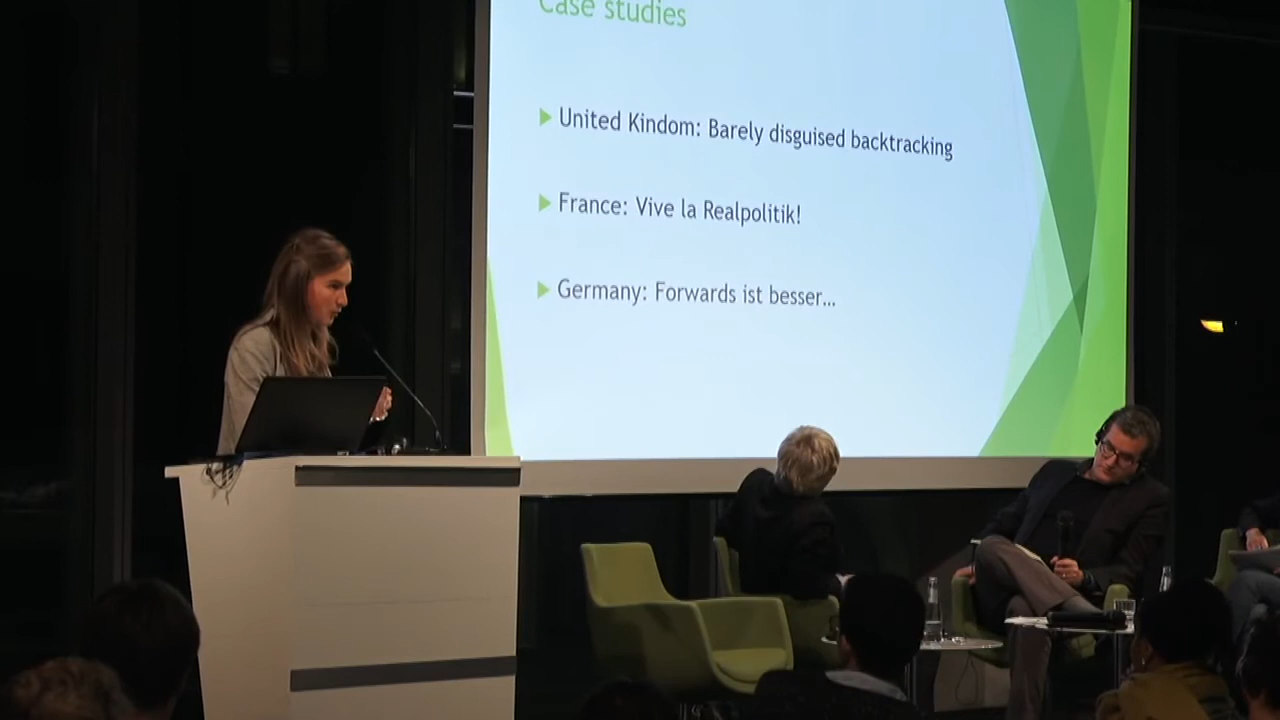 Case studies
United Kindom: Barely disguised backtracking
France: Vive la Realpolitik!
Germany: Forwards ist besser...